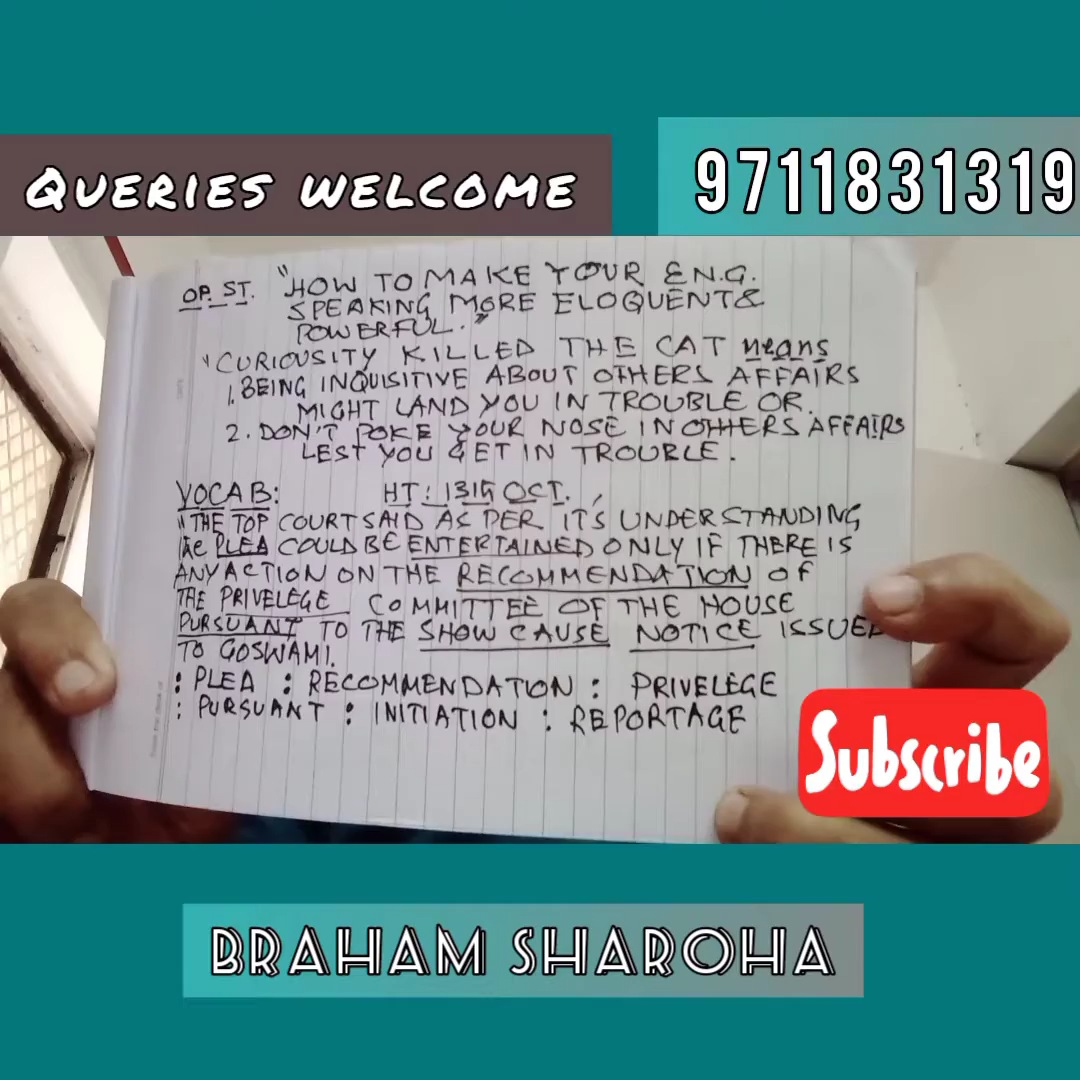 QUERIES WELCOME
9711831319
OP. ST. "HOW TO MAKE YOUR ENG.
SPEAKING MORE ELOQUENT &
POWERFUL."
"CURIOSITY KILLED THE CAT means
1. BEING INQUISITIVE ABOUT OTHERS AFFAIRS
MIGHT LAND YOU IN TROUBLE OR.
2. DON'T POKE YOUR NOSE IN OTHERS AFFAIRS
LEST YOU GET IN TROUBLE.
VOCAB: HT: 13th OCT.,
"THE TOP COURT SAID AS PER IT'S UNDERSTANDING
The PLEA COULD BE ENTERTAINED ONLY IF THERE IS
ANY ACTION ON THE RECOMMENDATION OF
THE PRIVELEGE COMMITTEE OF THE HOUSE
PURSUANT TO THE SHOW CAUSE NOTICE ISSUED
TO GOSWAMI.
: PLEA : RECOMMENDATION : PRIVELEGE
: PURSUANT : INITIATION : REPORTAGE
Subscribe
BRAHAM SHAROHA